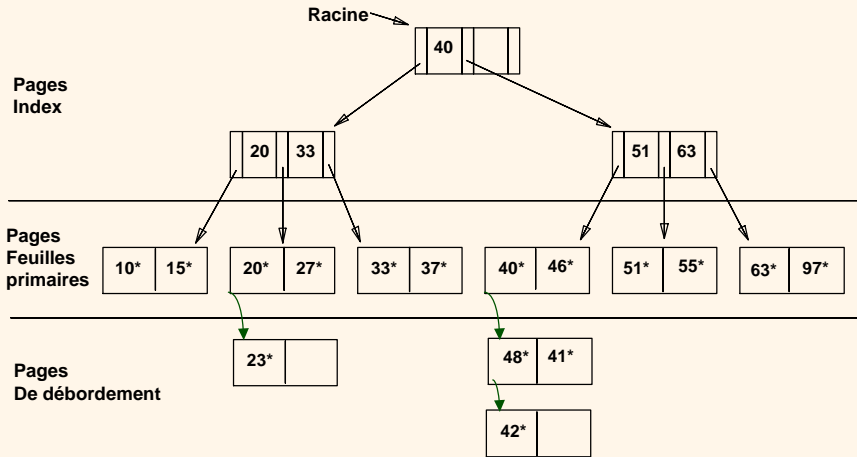 Racine
40
Pages
Index
20 33
51 63
Pages
Feuilles
primaires
10* 15*
20* 27*
33* 37*
40* 46*
51* 55*
63* 97*
Pages
De débordement
23*
48* 41*
42*